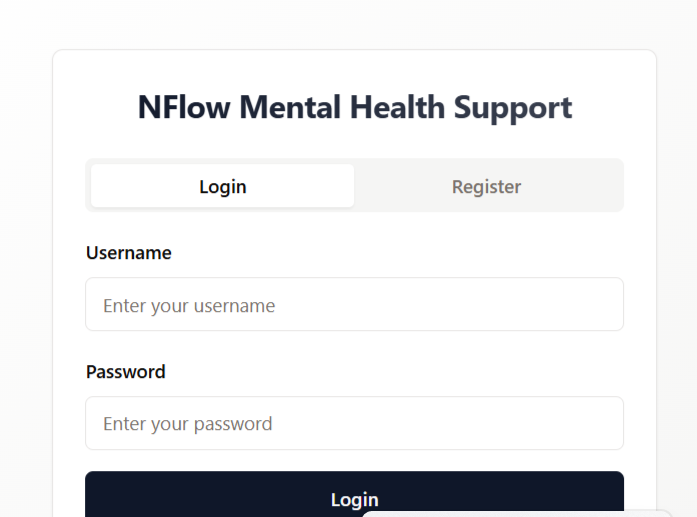 NFlow Mental Health Support
Login
Register
Username
Enter your username
Password
Enter your password
Login